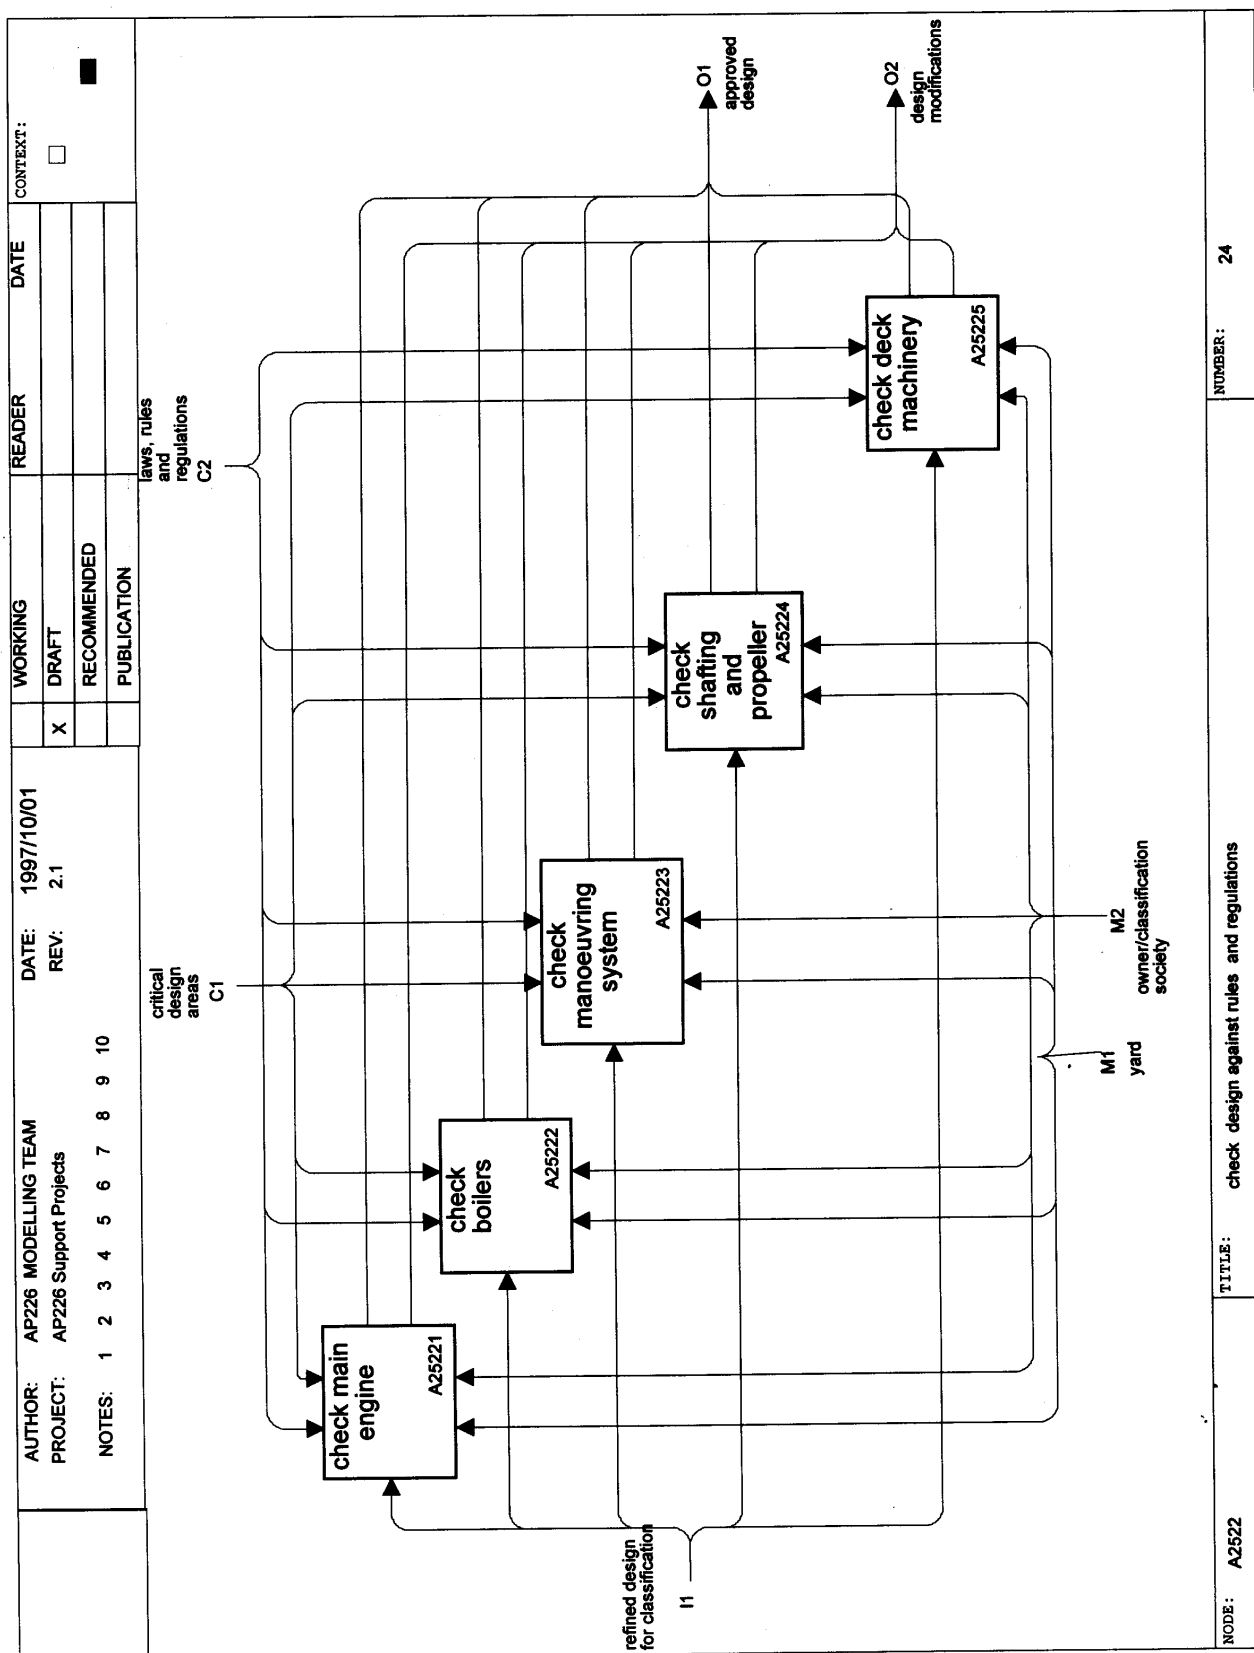 AUTHOR: AP226 MODELLING TEAM
DATE: 1997/10/01
WORKING
READER
DATE
CONTEXT:
PROJECT: AP226 Support Projects
REV: 2.1
X
DRAFT
RECOMMENDED
NOTES: 1 2 3 4 5 6 7 8 9 10
PUBLICATION
critical
design
areas
C1
laws, rules
and
regulations
C2
check main
engine
A25221
check
boilers
A25222
check
manoeuvring
system
A25223
check
shafting
and
propeller
A25224
check deck
machinery
A25225
O1
approved
design
O2
design
modifications
refined design
for classification
I1
M1
yard
M2
owner/classification
society
NODE: A2522
TITLE: check design against rules and regulations
NUMBER: 24